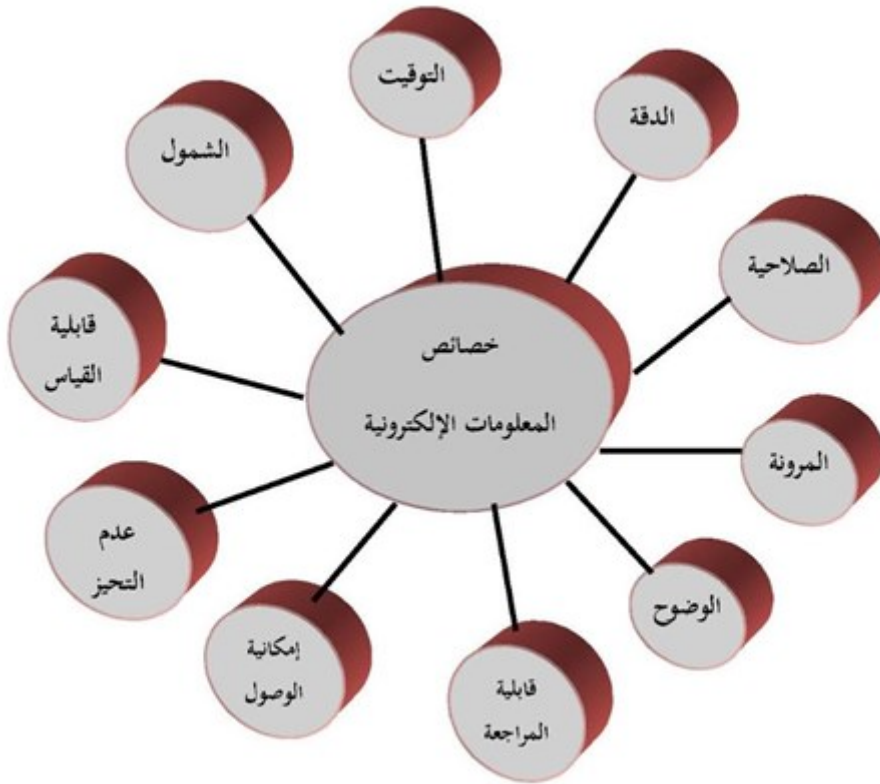 خصائص
المعلومات الإلكترونية
التوقيت
الدقة
الصلاحية
المرونة
الوضوح
قابلية
المراجعة
إمكانية
الوصول
عدم
التحيز
قابلية
القياس
الشمول